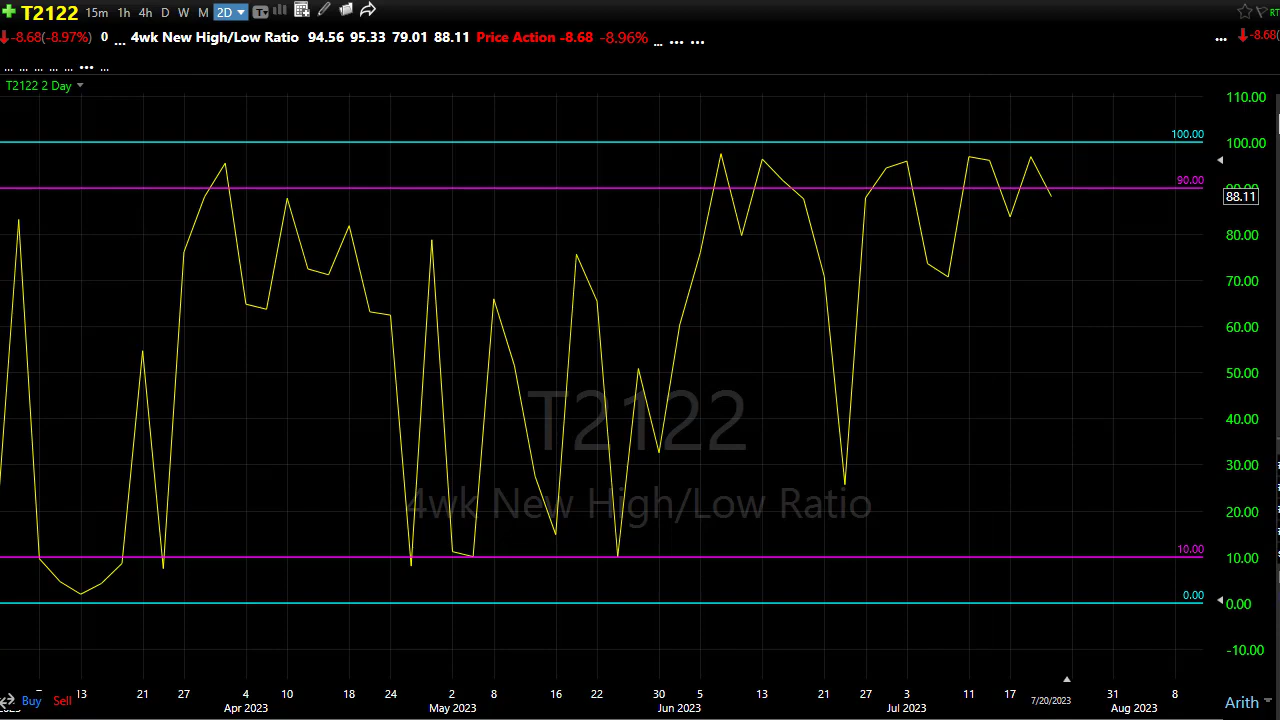 T2122 15m 1h 4h D W M 2D T
-8.68(-8.97%) 0 ... 4wk New High/Low Ratio 94.56 95.33 79.01 88.11 Price Action -8.68 -8.96% ... ... ... ... -8.68(
... ... ... ... ... ... ...
T2122 2 Day
110.00
100.00 100.00
90.00
88.11
80.00
70.00
60.00
50.00
40.00
30.00
20.00
10.00 10.00
0.00 0.00
-10.00
T2122
4wk New High/Low Ratio
13 21 27 4 10 18 24 2 8 16 22 30 5 13 21 27 3 11 17 7/20/2023 31 8
Buy Sell
Apr 2023 May 2023 Jun 2023 Jul 2023 Aug 2023
Arith